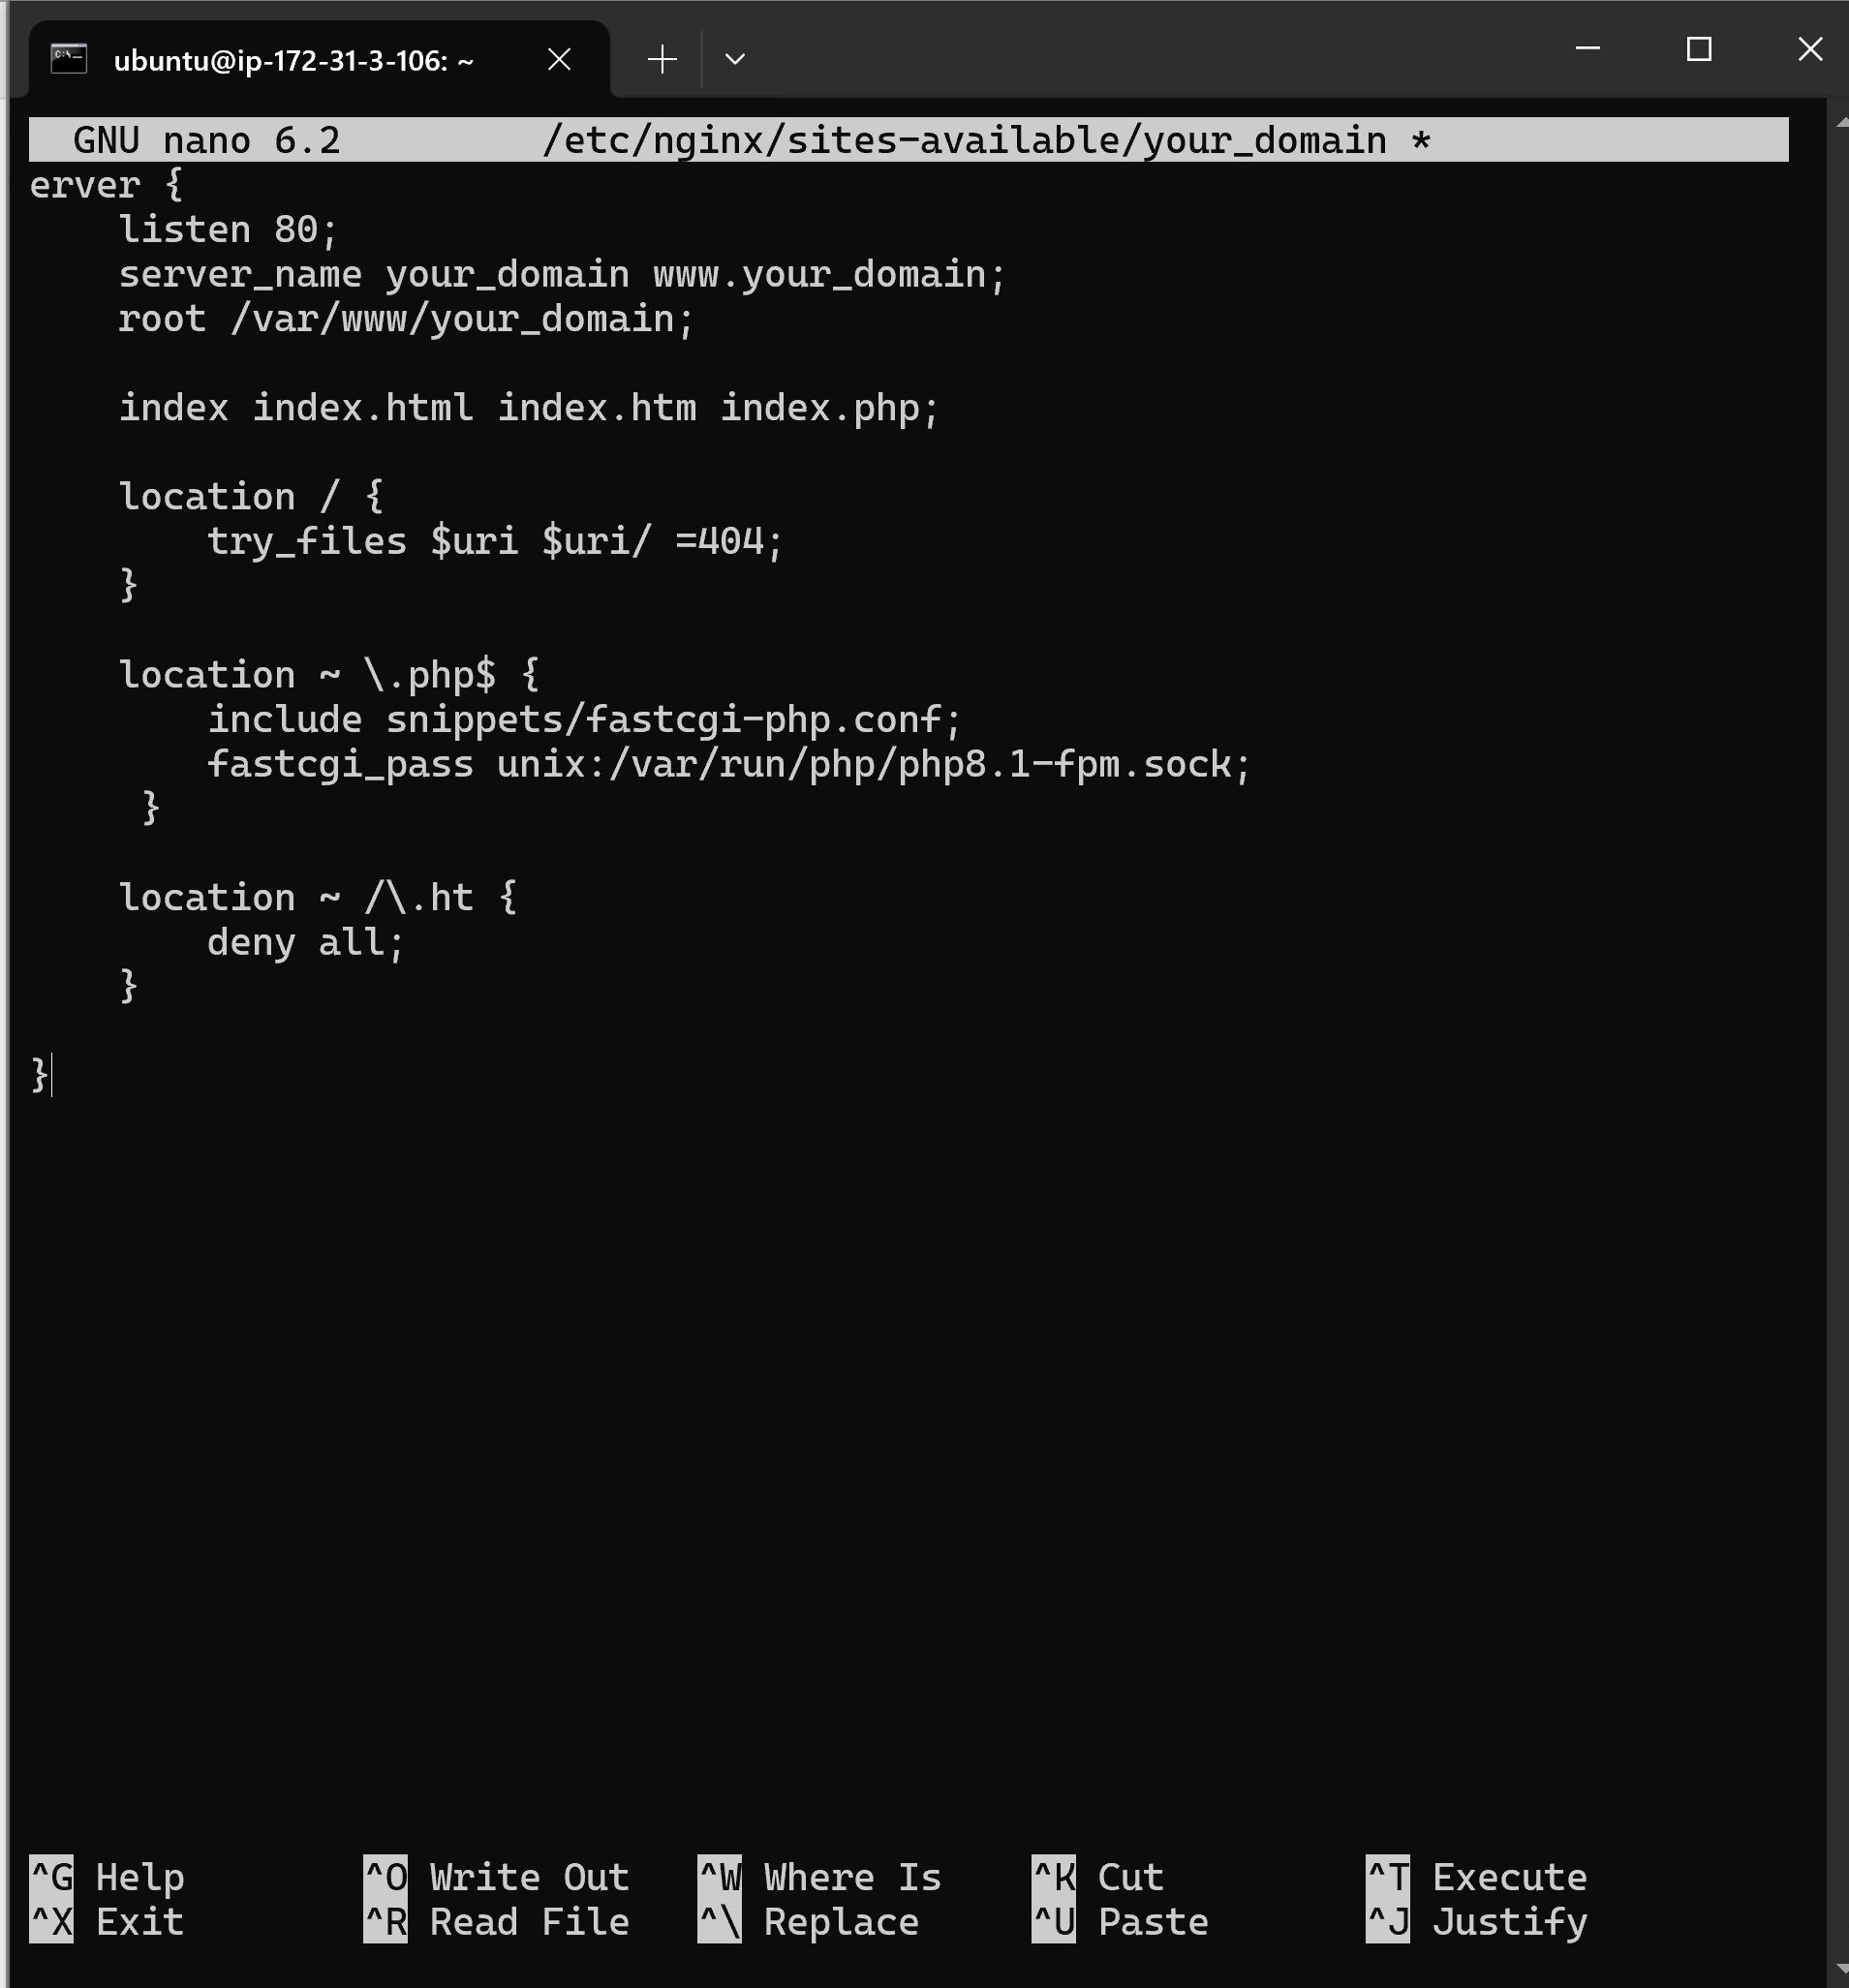 ubuntu@ip-172-31-3-106: ~
GNU nano 6.2 /etc/nginx/sites-available/your_domain *
erver {
listen 80;
server_name your_domain www.your_domain;
root /var/www/your_domain;
index index.html index.htm index.php;
location / {
try_files $uri $uri/ =404;
}
location ~ \.php$ {
include snippets/fastcgi-php.conf;
fastcgi_pass unix:/var/run/php/php8.1-fpm.sock;
}
location ~ /\.ht {
deny all;
}
}
^G Help ^O Write Out ^W Where Is ^K Cut ^T Execute
^X Exit ^R Read File ^\ Replace ^U Paste ^J Justify